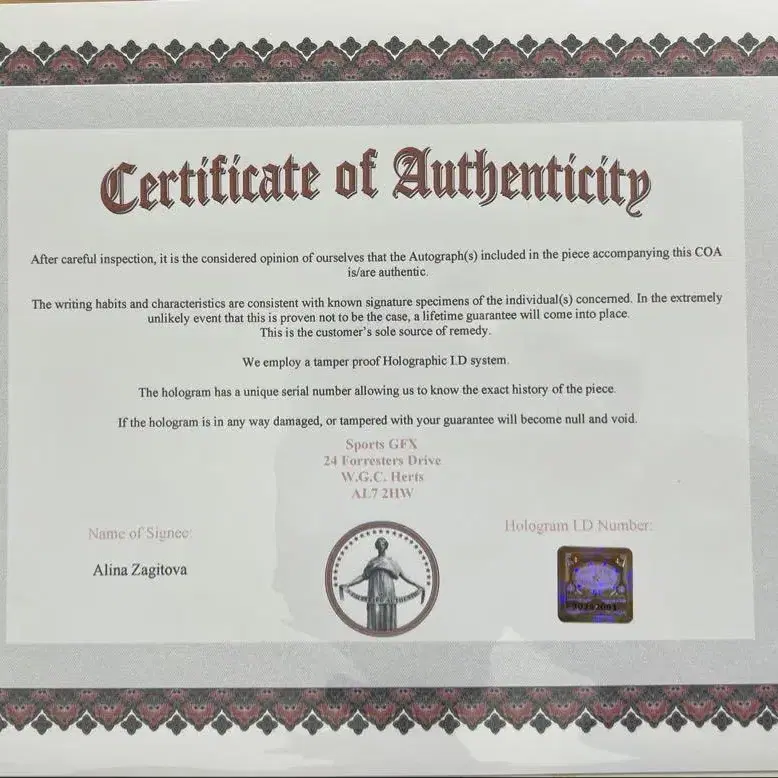 Certificate of Authenticity
After careful inspection, it is the considered opinion of ourselves that the Autograph(s) included in the piece accompanying this COA
is/are authentic.
The writing habits and characteristics are consistent with known signature specimens of the individual(s) concerned. In the extremely
unlikely event that this is proven not to be the case, a lifetime guarantee will come into place.
This is the customer's sole source of remedy.
We employ a tamper proof Holographic I.D system.
The hologram has a unique serial number allowing us to know the exact history of the piece.
If the hologram is in any way damaged, or tampered with your guarantee will become null and void.
Sports GFX
24 Forresters Drive
W.G.C. Herts
AL7 2HW
Name of Signee:
Hologram I.D Number:
Alina Zagitova